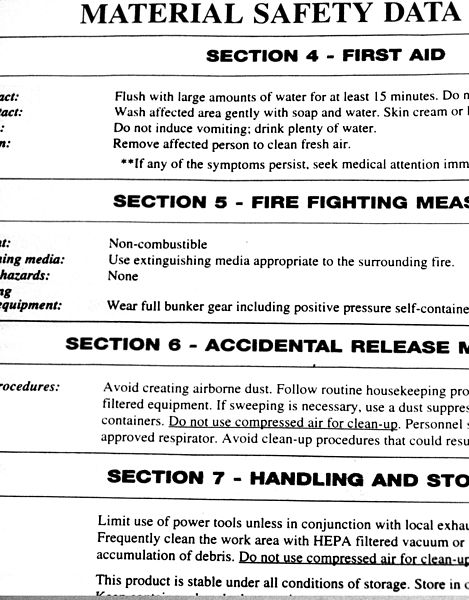 MATERIAL SAFETY DATA
SECTION 4 - FIRST AID
act: Flush with large amounts of water for at least 15 minutes. Do n
tact: Wash affected area gently with soap and water. Skin cream or
: Do not induce vomiting; drink plenty of water.
n: Remove affected person to clean fresh air.
**If any of the symptoms persist, seek medical attention imm
SECTION 5 - FIRE FIGHTING MEAS
t: Non-combustible
ning media: Use extinguishing media appropriate to the surrounding fire.
hazards: None
ng
equipment: Wear full bunker gear including positive pressure self-containe
SECTION 6 - ACCIDENTAL RELEASE M
rocedures: Avoid creating airborne dust. Follow routine housekeeping pro
filtered equipment. If sweeping is necessary, use a dust suppres
containers. Do not use compressed air for clean-up. Personnel s
approved respirator. Avoid clean-up procedures that could resu
SECTION 7 - HANDLING AND STO
Limit use of power tools unless in conjunction with local exhau
Frequently clean the work area with HEPA filtered vacuum or
accumulation of debris. Do not use compressed air for clean-up
This product is stable under all conditions of storage. Store in